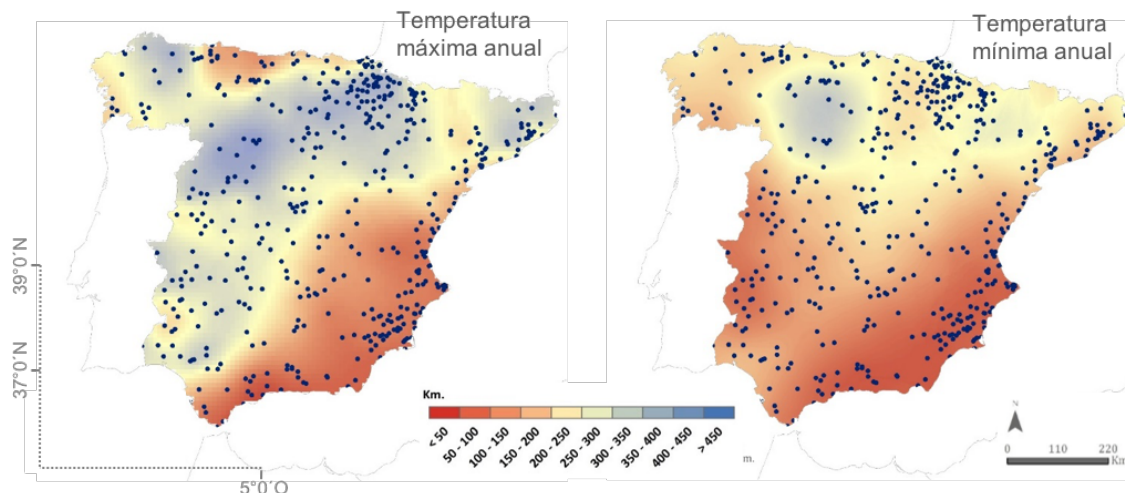 Temperatura
máxima anual
Temperatura
mínima anual
39°0´N
37°0´N
5°0´O
Km.
< 50
50 - 100
100 - 150
150 - 200
200 - 250
250 - 300
300 - 350
350 - 400
400 - 450
> 450
m.
N
0 110 220
Km